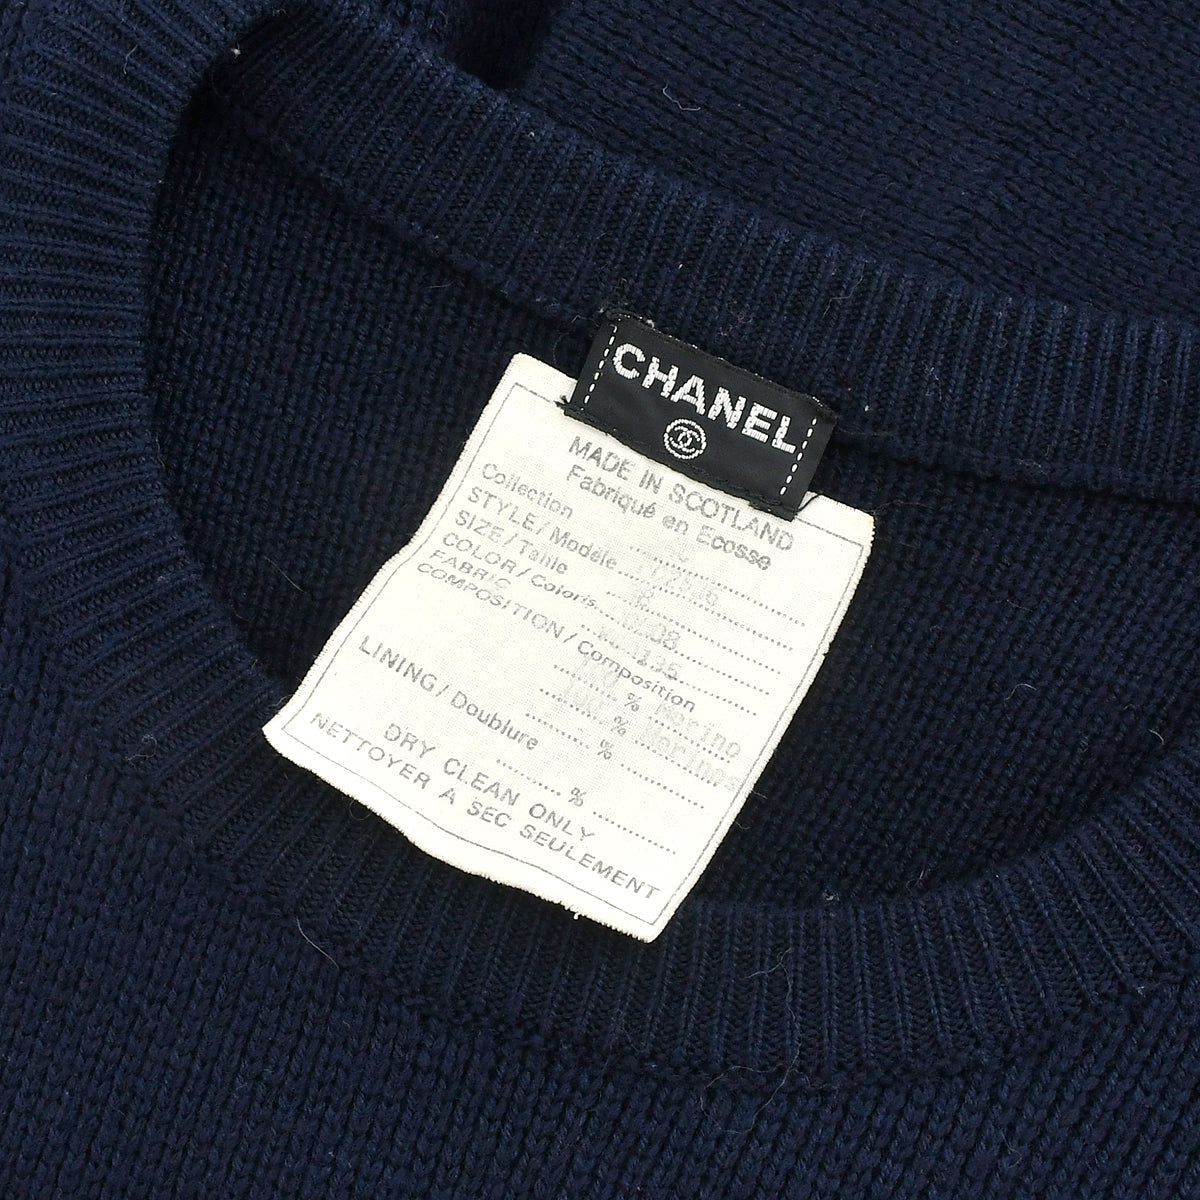 CHANEL
MADE IN SCOTLAND
Fabriqué en Ecosse
Collection
STYLE/Modéle
SIZE/Taille
COLOR/Coloris
FABRIC
COMPOSITION/Composition
% Merino
% Merinos
%
LINING/Doublure
%
DRY CLEAN ONLY
NETTOYER A SEC SEULEMENT